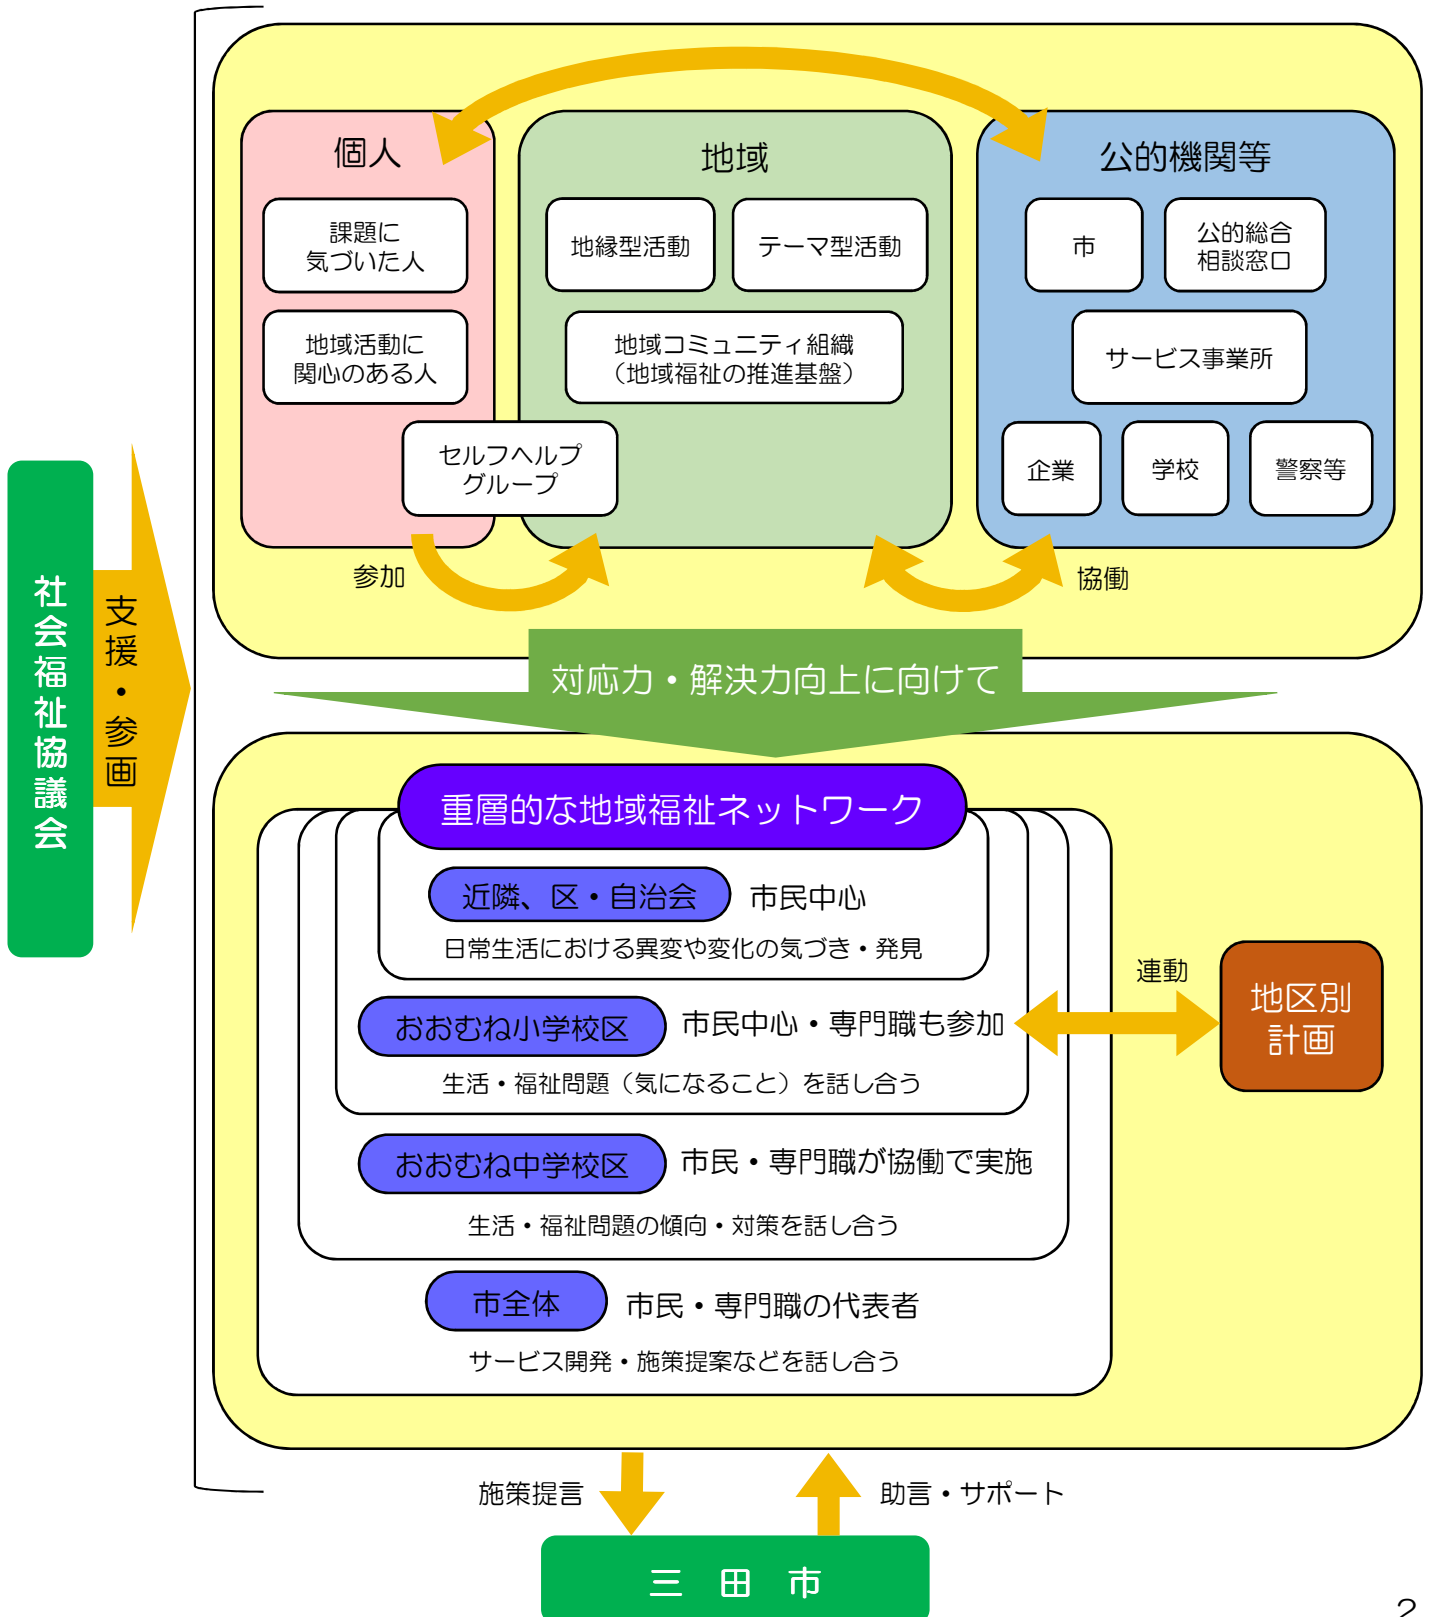 個人
課題に
気づいた人
地域活動に
関心のある人
セルフヘルプ
グループ
地域
地縁型活動
テーマ型活動
地域コミュニティ組織
（地域福祉の推進基盤）
公的機関等
市
公的総合
相談窓口
サービス事業所
企業
学校
警察等
参加
協働
社会福祉協議会
支援・参画
対応力・解決力向上に向けて
重層的な地域福祉ネットワーク
近隣、区・自治会
市民中心
日常生活における異変や変化の気づき・発見
おおむね小学校区
市民中心・専門職も参加
生活・福祉問題（気になること）を話し合う
連動
地区別
計画
おおむね中学校区
市民・専門職が協働で実施
生活・福祉問題の傾向・対策を話し合う
市全体
市民・専門職の代表者
サービス開発・施策提案などを話し合う
施策提言
助言・サポート
三田市
2